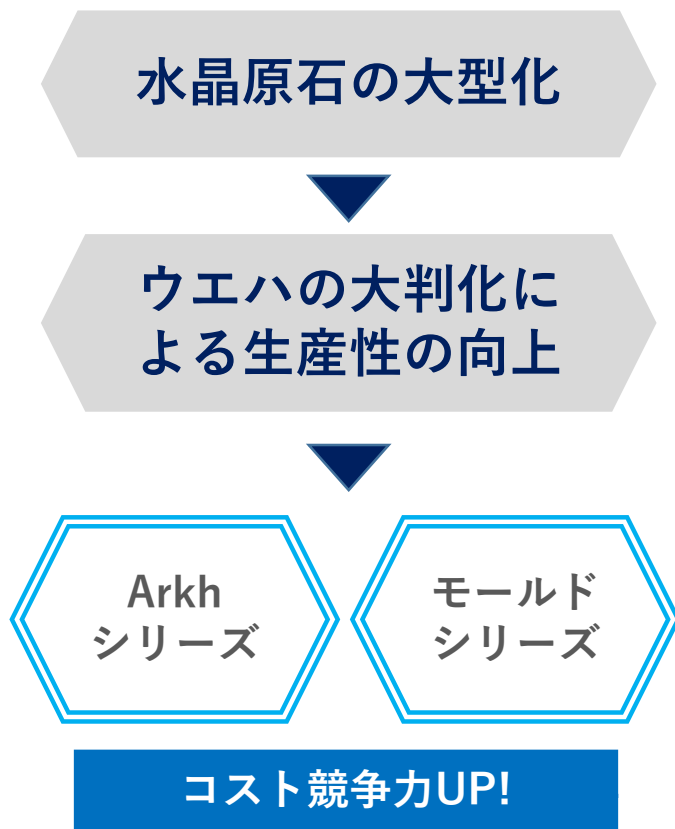 水晶原石の大型化
ウエハの大判化に
よる生産性の向上
Arkh
シリーズ
モールド
シリーズ
コスト競争力UP!